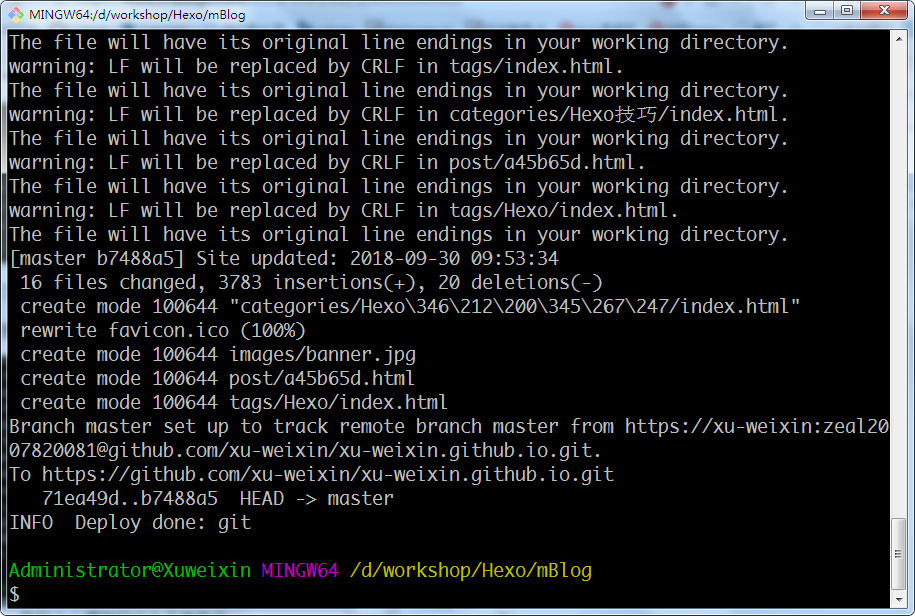 MINGW64:/d/workshop/Hexo/mBlog
The file will have its original line endings in your working directory.
warning: LF will be replaced by CRLF in tags/index.html.
The file will have its original line endings in your working directory.
warning: LF will be replaced by CRLF in categories/Hexo技巧/index.html.
The file will have its original line endings in your working directory.
warning: LF will be replaced by CRLF in post/a45b65d.html.
The file will have its original line endings in your working directory.
warning: LF will be replaced by CRLF in tags/Hexo/index.html.
The file will have its original line endings in your working directory.
[master b7488a5] Site updated: 2018-09-30 09:53:34
 16 files changed, 3783 insertions(+), 20 deletions(-)
 create mode 100644 "categories/Hexo\346\212\200\345\267\247/index.html"
 rewrite favicon.ico (100%)
 create mode 100644 images/banner.jpg
 create mode 100644 post/a45b65d.html
 create mode 100644 tags/Hexo/index.html
Branch master set up to track remote branch master from https://xu-weixin:zeal20
07820081@github.com/xu-weixin/xu-weixin.github.io.git.
To https://github.com/xu-weixin/xu-weixin.github.io.git
   71ea49d..b7488a5  HEAD -> master
INFO  Deploy done: git
Administrator@Xuweixin MINGW64 /d/workshop/Hexo/mBlog
$